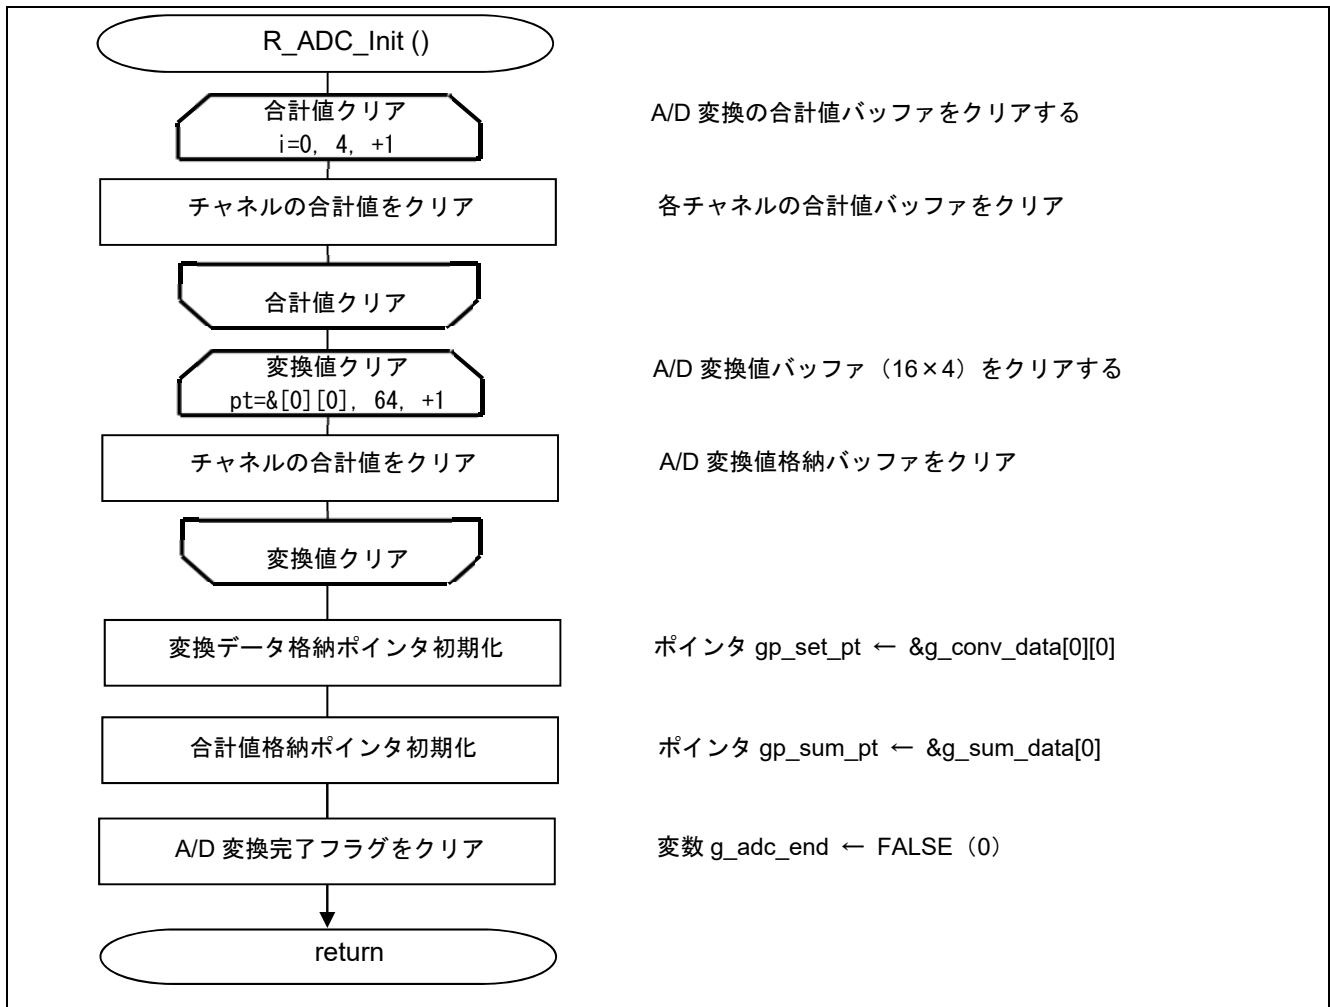 R_ADC_Init ()
合計値クリア
i=0, 4, +1
A/D 変換の合計値バッファをクリアする
チャネルの合計値をクリア
各チャネルの合計値バッファをクリア
合計値クリア
変換値クリア
pt=&[0][0], 64, +1
A/D 変換値バッファ（16×4）をクリアする
チャネルの合計値をクリア
A/D 変換値格納バッファをクリア
変換値クリア
変換データ格納ポインタ初期化
ポインタ gp_set_pt ← &g_conv_data[0][0]
合計値格納ポインタ初期化
ポインタ gp_sum_pt ← &g_sum_data[0]
A/D 変換完了フラグをクリア
変数 g_adc_end ← FALSE（0）
return